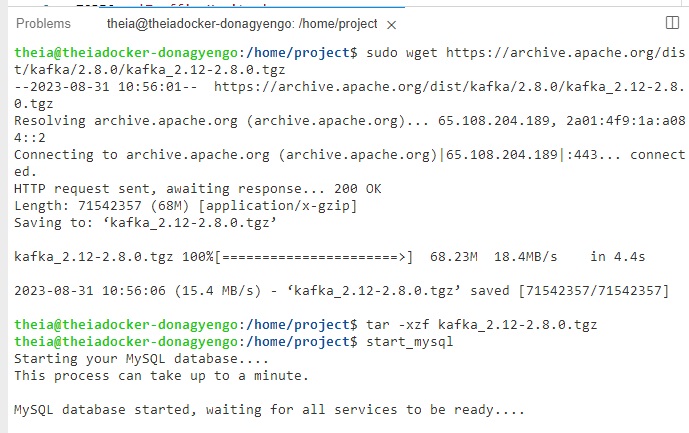 Problems theia@theiadocker-donagyengo: /home/project ×
theia@theiadocker-donagyengo:/home/project$ sudo wget https://archive.apache.org/dis
t/kafka/2.8.0/kafka_2.12-2.8.0.tgz
--2023-08-31 10:56:01--  https://archive.apache.org/dist/kafka/2.8.0/kafka_2.12-2.8.
0.tgz
Resolving archive.apache.org (archive.apache.org)... 65.108.204.189, 2a01:4f9:1a:a08
4::2
Connecting to archive.apache.org (archive.apache.org)|65.108.204.189|:443... connect
ed.
HTTP request sent, awaiting response... 200 OK
Length: 71542357 (68M) [application/x-gzip]
Saving to: ‘kafka_2.12-2.8.0.tgz’
kafka_2.12-2.8.0.tgz 100%[======================>]  68.23M  18.4MB/s    in 4.4s
2023-08-31 10:56:06 (15.4 MB/s) - ‘kafka_2.12-2.8.0.tgz’ saved [71542357/71542357]
theia@theiadocker-donagyengo:/home/project$ tar -xzf kafka_2.12-2.8.0.tgz
theia@theiadocker-donagyengo:/home/project$ start_mysql
Starting your MySQL database....
This process can take up to a minute.
MySQL database started, waiting for all services to be ready....